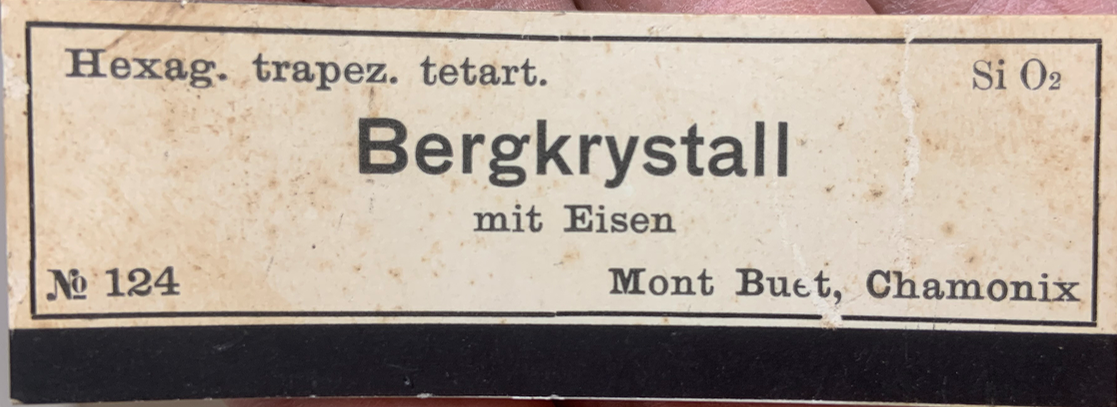 Hexag. trapez. tetart. Si O₂
Bergkrystall
mit Eisen
№ 124 Mont Buet, Chamonix